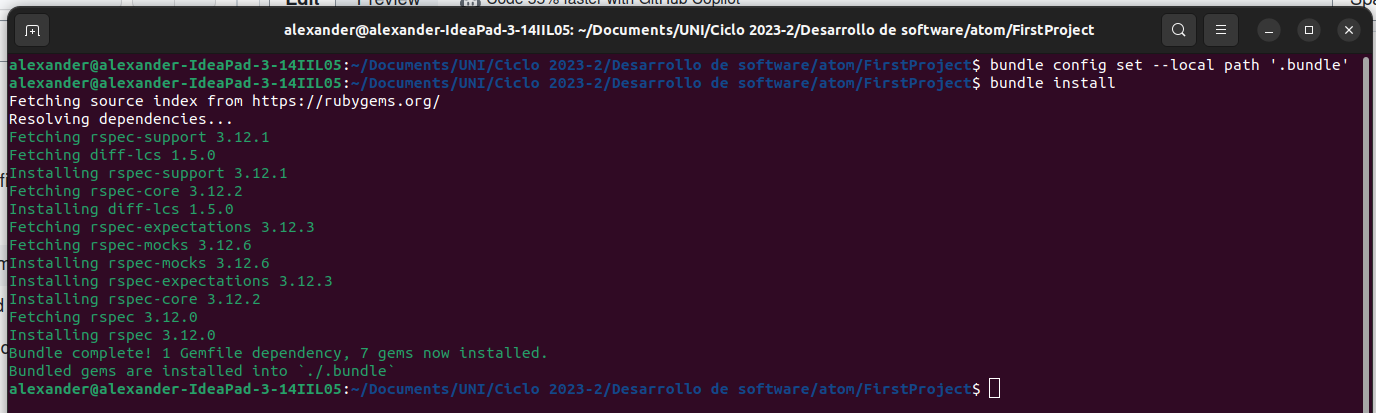 Edit Preview Code 55% faster with GitHub Copilot
alexander@alexander-IdeaPad-3-14IIL05: ~/Documents/UNI/Ciclo 2023-2/Desarrollo de software/atom/FirstProject
alexander@alexander-IdeaPad-3-14IIL05:~/Documents/UNI/Ciclo 2023-2/Desarrollo de software/atom/FirstProject$ bundle config set --local path '.bundle'
alexander@alexander-IdeaPad-3-14IIL05:~/Documents/UNI/Ciclo 2023-2/Desarrollo de software/atom/FirstProject$ bundle install
Fetching source index from https://rubygems.org/
Resolving dependencies...
Fetching rspec-support 3.12.1
Fetching diff-lcs 1.5.0
Installing rspec-support 3.12.1
Fetching rspec-core 3.12.2
Installing diff-lcs 1.5.0
Fetching rspec-expectations 3.12.3
Fetching rspec-mocks 3.12.6
Installing rspec-mocks 3.12.6
Installing rspec-expectations 3.12.3
Installing rspec-core 3.12.2
Fetching rspec 3.12.0
Installing rspec 3.12.0
Bundle complete! 1 Gemfile dependency, 7 gems now installed.
Bundled gems are installed into `./.bundle`
alexander@alexander-IdeaPad-3-14IIL05:~/Documents/UNI/Ciclo 2023-2/Desarrollo de software/atom/FirstProject$